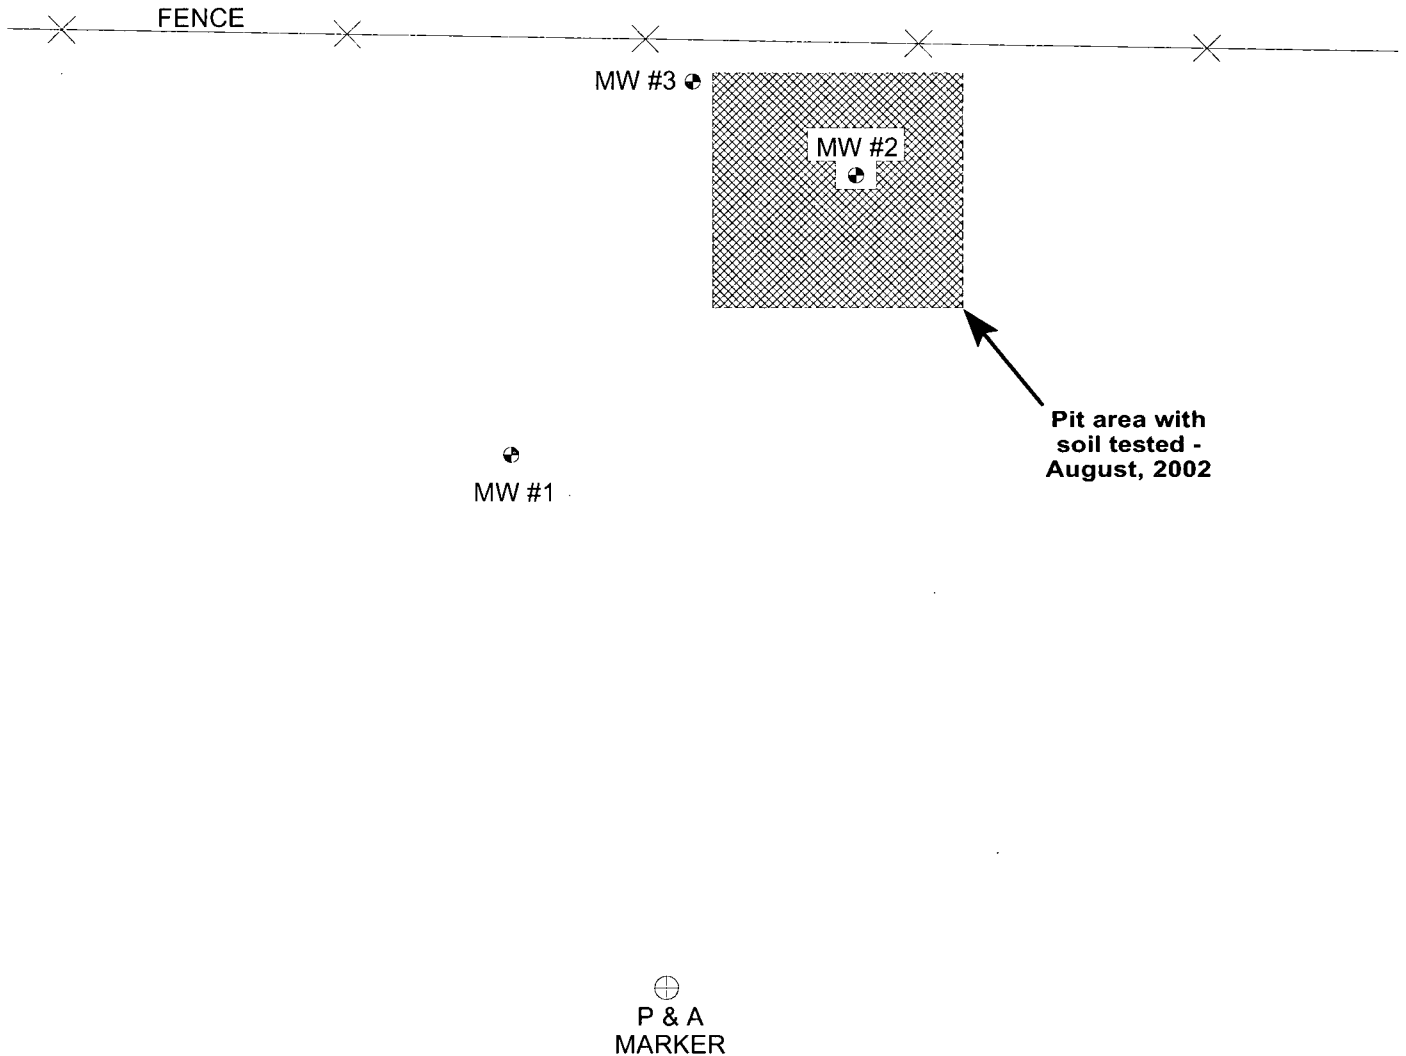 FENCE
MW #3
MW #2
Pit area with
soil tested -
August, 2002
MW #1
P & A
MARKER